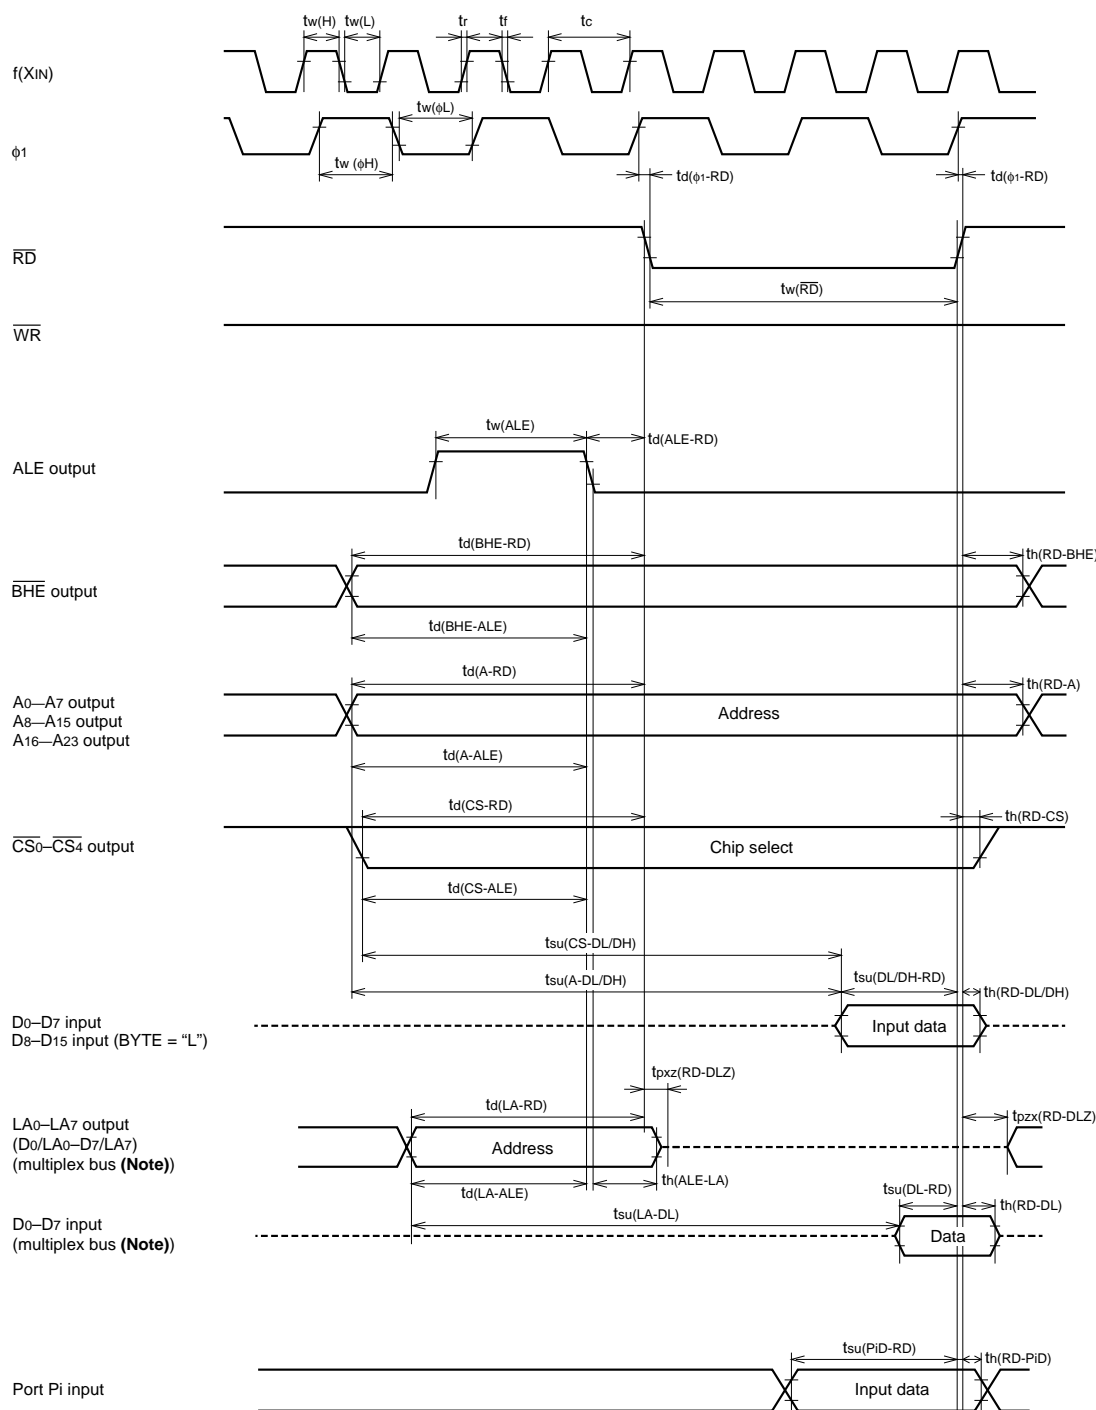 tw(H) tw(L) tr tf tc
f(XIN)
tw(φL)
φ1
tw (φH) td(φ1-RD) td(φ1-RD)
RD
tw(RD)
WR
tw(ALE)
td(ALE-RD)
ALE output
td(BHE-RD) th(RD-BHE)
BHE output
td(BHE-ALE)
td(A-RD) th(RD-A)
A0—A7 output
A8—A15 output
A16—A23 output
Address
td(A-ALE)
td(CS-RD) th(RD-CS)
CS0–CS4 output
Chip select
td(CS-ALE)
tsu(CS-DL/DH)
tsu(A-DL/DH) tsu(DL/DH-RD) th(RD-DL/DH)
D0–D7 input
D8–D15 input (BYTE = “L”)
Input data
tpxz(RD-DLZ)
td(LA-RD) tpzx(RD-DLZ)
LA0–LA7 output
(D0/LA0–D7/LA7)
(multiplex bus (Note))
Address
td(LA-ALE) th(ALE-LA)
tsu(LA-DL) tsu(DL-RD) th(RD-DL)
D0–D7 input
(multiplex bus (Note))
Data
tsu(PiD-RD) th(RD-PiD)
Port Pi input
Input data